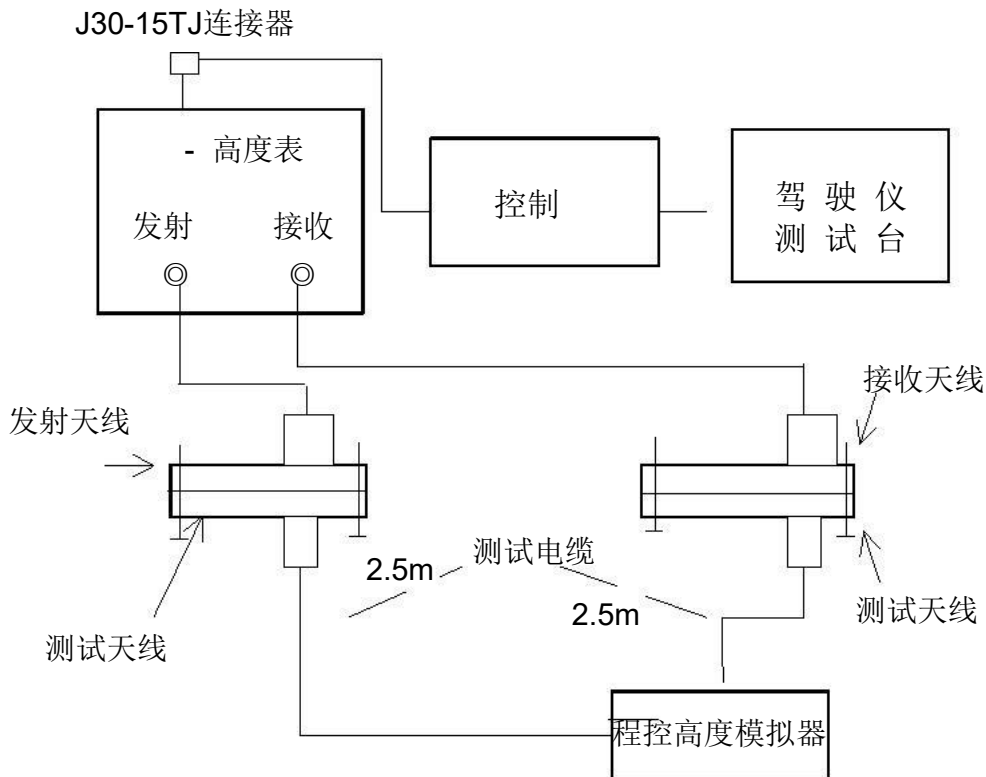 J30-15TJ连接器
- 高度表
发射
接收
控制
驾驶仪
测试台
接收天线
发射天线
测试电缆
2.5m
2.5m
测试天线
测试天线
程控高度模拟器